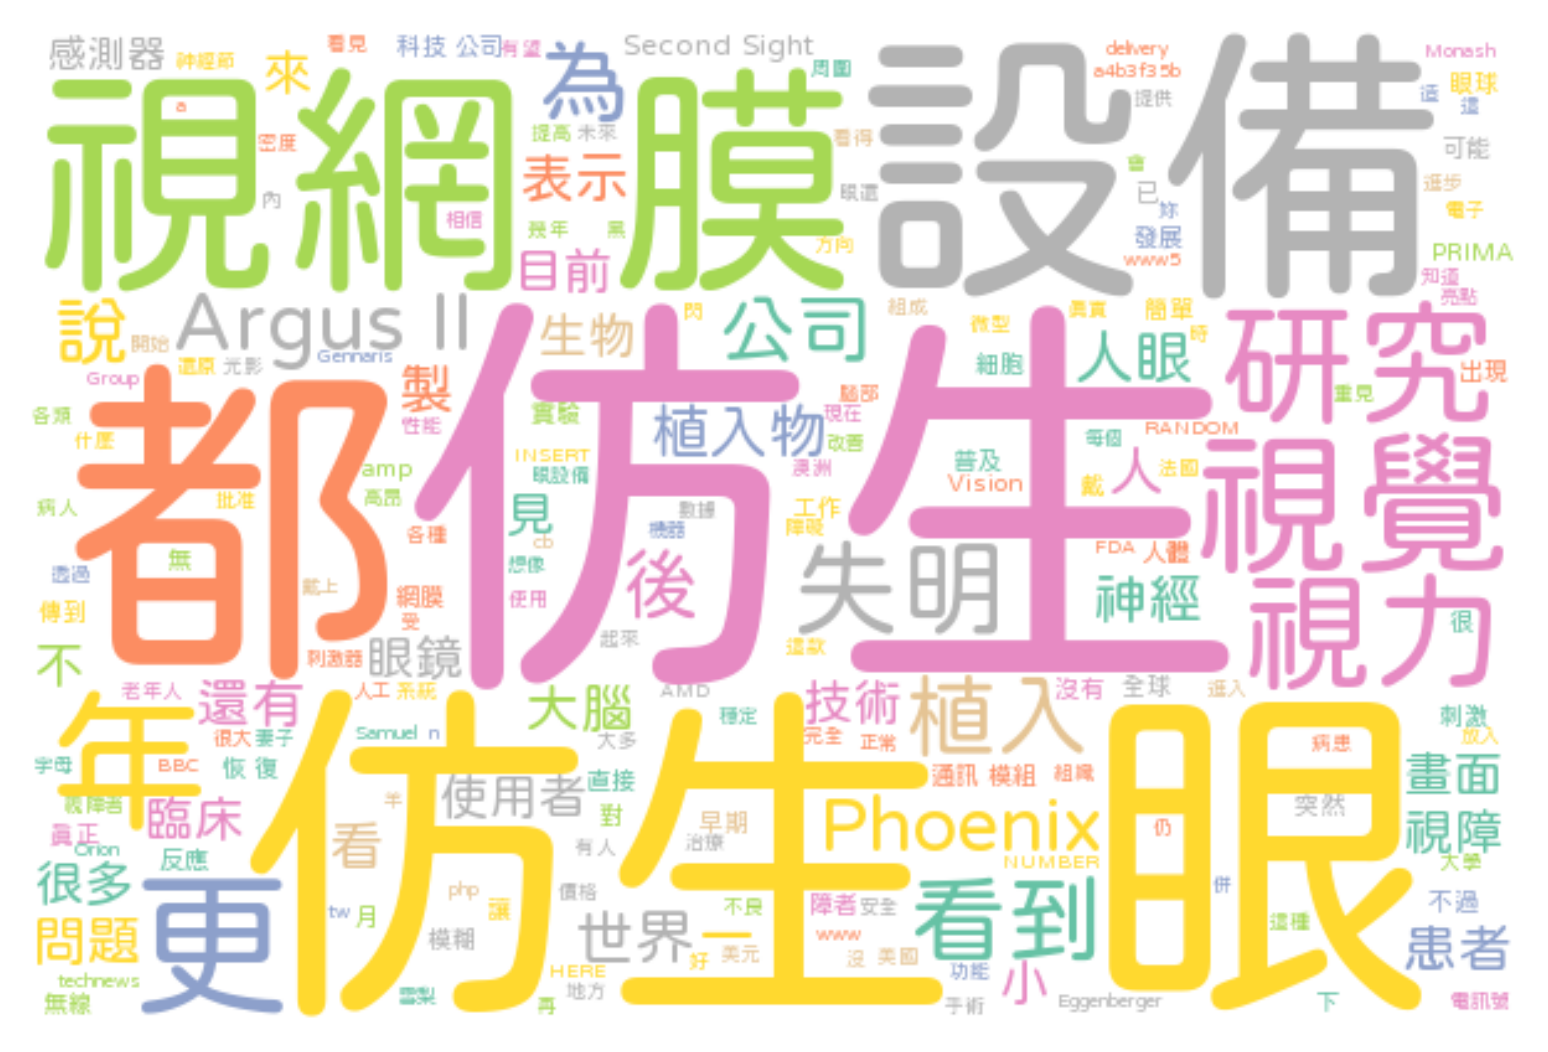 感測器
神經節
來
看見
科技 公司
有望
為
Second Sight
周圍
delivery
a4b3f35b
Monash
視網膜
設備
a
密度
內
相信
提高
未來
表示
幾年
黑
目前
看得
眼還
方向
提供
會
已
妳
發展
www5
這
眼球
這
可能
進步
電子
PRIMA
知道
亮點
說
開始
Argus II
還原
光影
Gennaris
Group
生物
閃
公司
組成
微型
真實
簡單
時
細胞
人眼
研究
出現
重見
各類
什麼
都
製
性能
仿生
實驗
植入物
腦部
現在
改善
澳洲
每個
RANDOM
普及
Vision
戴
人
法國
視覺
amp
高昂
批准
病人
INSERT
眼設備
見
數據
機器
工作
障礙
各種
cb
想像
無
透過
戴上
傳到
網膜
受
使用
後
起來
失明
這款
FDA
人體
神經
視力
很
不
刺激器
眼鏡
老年人
還有
人工
系統
大腦
AMD
穩定
技術
完全
正常
植入
沒有
全球
進入
刺激
放入
年
很大
妻子
Samuel
n
大多
字母
BBC
恢復
仿生眼
使用者
直接
通訊 模組
組織
病患
畫面
視障者
臨床
羊
對
早期
治療
Phoenix
突然
仍
視障
真正
Orion
反應
看
有人
NUMBER
大學
很多
更
php
價格
讓
tw
月
不良
障者
安全
看到
併
不過
問題
模糊
世界
一
www
好
美元
沒
美國
這種
患者
technews
無線
HERE
地方
再
功能
手術
小
Eggenberger
下
電訊號